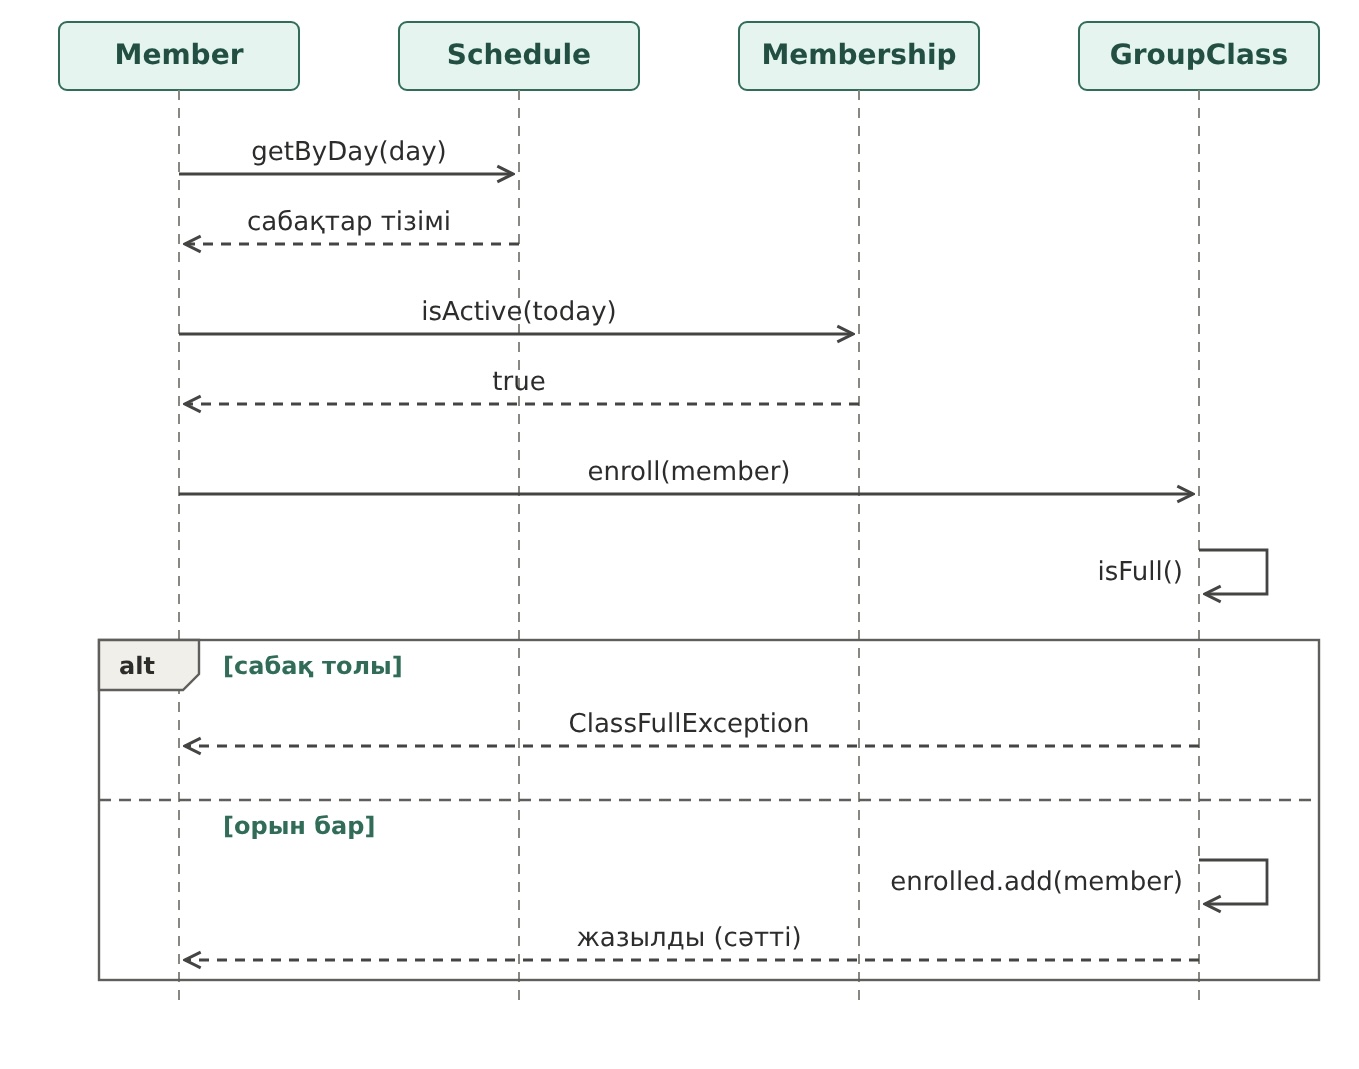 Member
Schedule
Membership
GroupClass
getByDay(day)
сабақтар тізімі
isActive(today)
true
enroll(member)
isFull()
alt
[сабақ толы]
ClassFullException
[орын бар]
enrolled.add(member)
жазылды (сәтті)